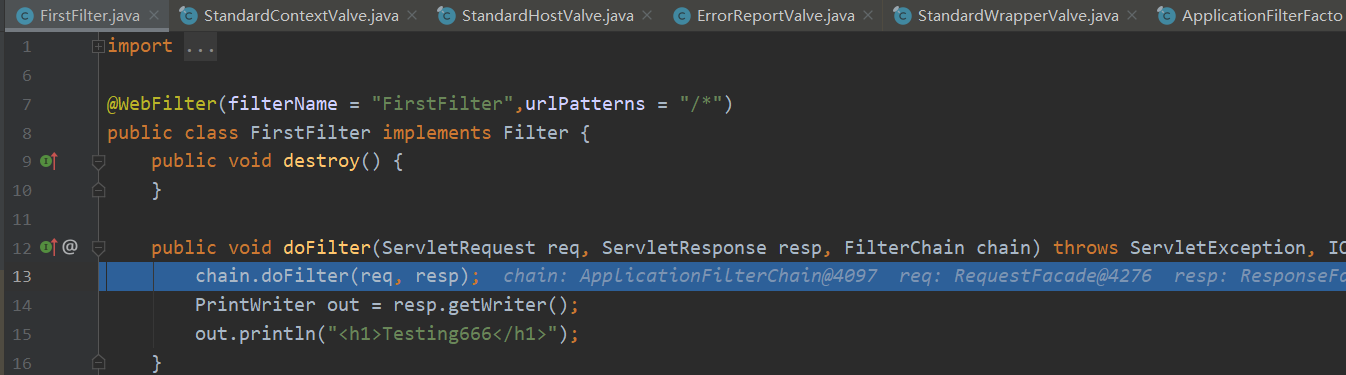 FirstFilter.java StandardContextValve.java StandardHostValve.java ErrorReportValve.java StandardWrapperValve.java ApplicationFilterFacto
1 import ...
6
7 @WebFilter(filterName = "FirstFilter",urlPatterns = "/*")
8 public class FirstFilter implements Filter {
9 public void destroy() {
10 }
11
12 @ public void doFilter(ServletRequest req, ServletResponse resp, FilterChain chain) throws ServletException, IO
13 chain.doFilter(req, resp); chain: ApplicationFilterChain@4097 req: RequestFacade@4276 resp: ResponseFa
14 PrintWriter out = resp.getWriter();
15 out.println("<h1>Testing666</h1>");
16 }